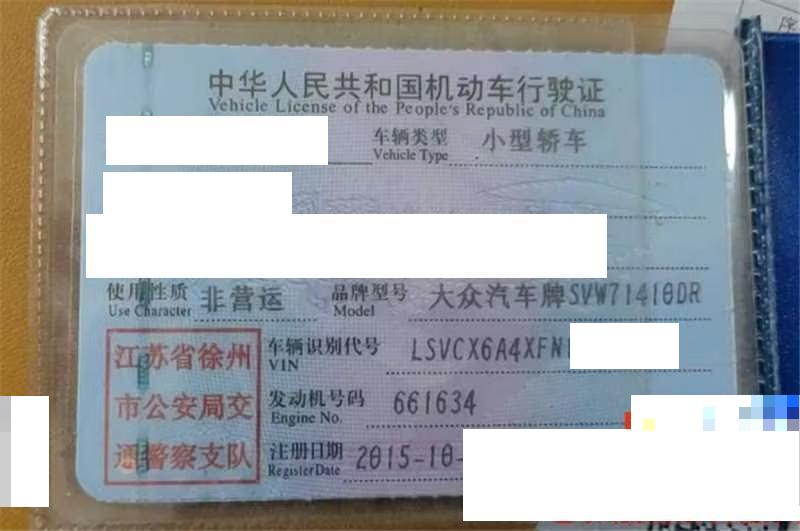 中华人民共和国机动车行驶证
Vehicle License of the People's Republic of China
车辆类型 小型轿车
Vehicle Type
使用性质 非营运 品牌型号 大众汽车牌SVW71410DR
Use Character Model
江苏省徐州
市公安局交
通警察支队
车辆识别代号 LSVCX6A4XFN
VIN
发动机号码 661634
Engine No.
注册日期 2015-10-
Register Date
序